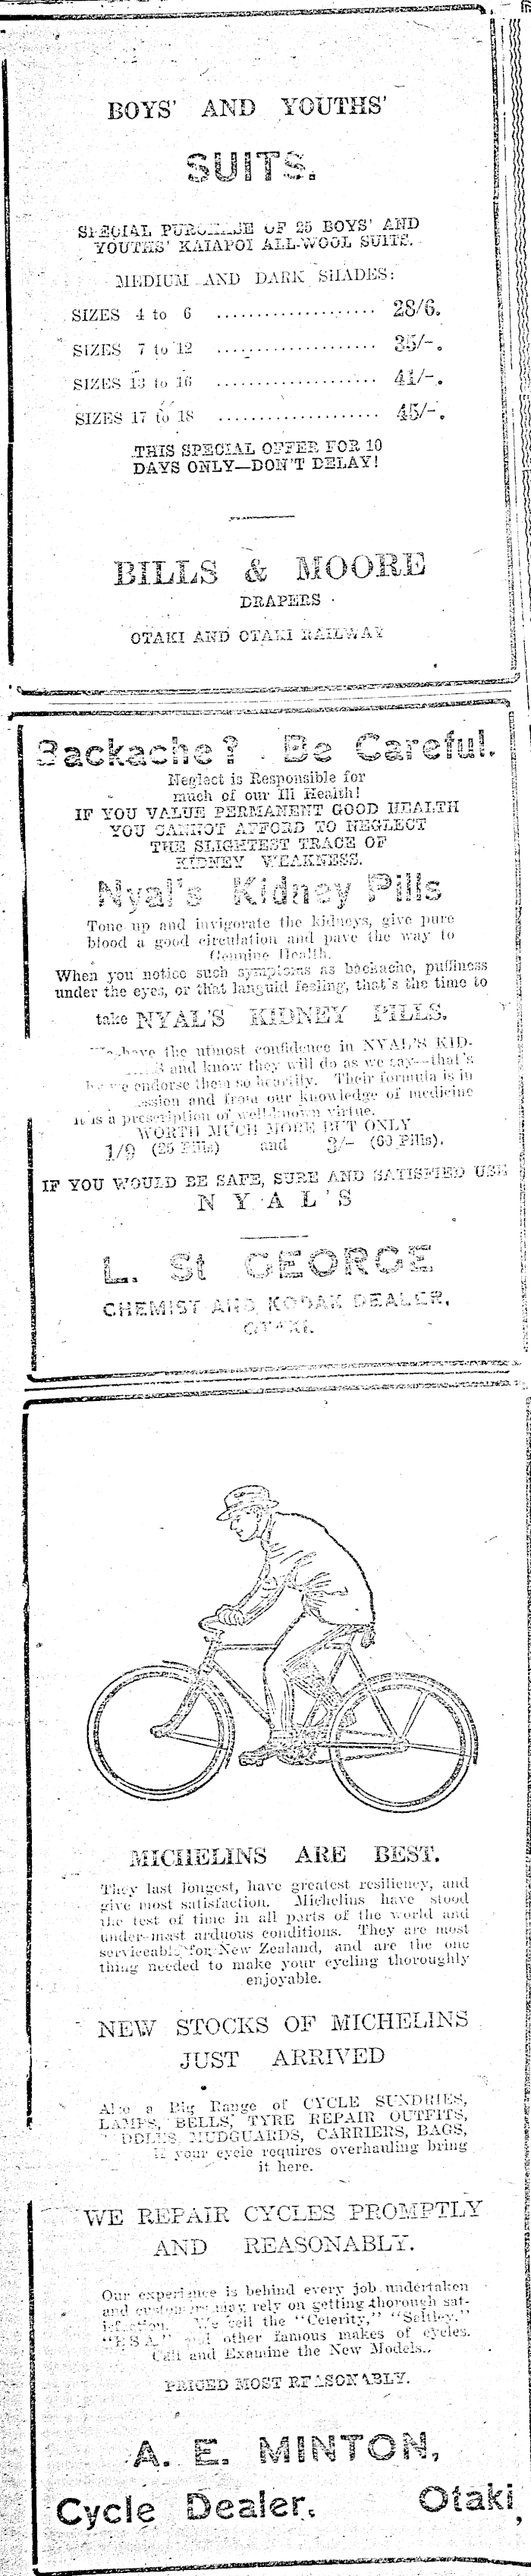 BOYS' AND YOUTHS'
SUITS.
SPECIAL PURCHASE OF 25 BOYS' AND
YOUTHS' KAIAPOI ALL-WOOL SUITS.
MEDIUM AND DARK SHADES:
SIZES 4 to 6 .................... 28/6.
SIZES 7 to 12 .................... 35/-.
SIZES 13 to 16 .................... 41/-.
SIZES 17 to 18 .................... 45/-.
THIS SPECIAL OFFER FOR 10
DAYS ONLY—DON'T DELAY!
BILLS & MOORE
DRAPERS
OTAKI AND OTAKI RAILWAY
Backache? Be Careful.
Neglect is Responsible for
much of our Ill Health!
IF YOU VALUE PERMANENT GOOD HEALTH
YOU CANNOT AFFORD TO NEGLECT
THE SLIGHTEST TRACE OF
KIDNEY WEAKNESS.
Nyal's Kidney Pills
Tone up and invigorate the kidneys, give pure
blood a good circulation and pave the way to
Genuine Health.
When you notice such symptoms as backache, puffiness
under the eyes, or that languid feeling, that's the time to
take NYAL'S KIDNEY PILLS.
We have the utmost confidence in NYAL'S KID-
and know they will do as we say—that's
we endorse them so heartily. Their formula is in
and from our knowledge of medicine
it is a prescription of well-known virtue.
WORTH MUCH MORE BUT ONLY
1/9 (25 Pills) and 3/- (60 Pills).
IF YOU WOULD BE SAFE, SURE AND SATISFIED USE
NYAL'S
L. St GEORGE
CHEMIST AND KODAK DEALER,
OTAKI.
MICHELINS ARE BEST.
They last longest, have greatest resiliency, and
give most satisfaction. Michelins have stood
the test of time in all parts of the world and
under mast arduous conditions. They are most
serviceable for New Zealand, and are the one
thing needed to make your cycling thoroughly
enjoyable.
NEW STOCKS OF MICHELINS
JUST ARRIVED
Also a Big Range of CYCLE SUNDRIES,
LAMPS, BELLS, TYRE REPAIR OUTFITS,
MUDGUARDS, CARRIERS, BAGS,
if your cycle requires overhauling bring
it here.
WE REPAIR CYCLES PROMPTLY
AND REASONABLY.
Our experience is behind every job undertaken
and customers may rely on getting thorough sat-
isfaction. We sell the "Celerity," "Saltley,"
"B S A" and other famous makes of cycles.
Call and Examine the New Models..
PRICED MOST REASONABLY.
A. E. MINTON,
Cycle Dealer, Otaki,